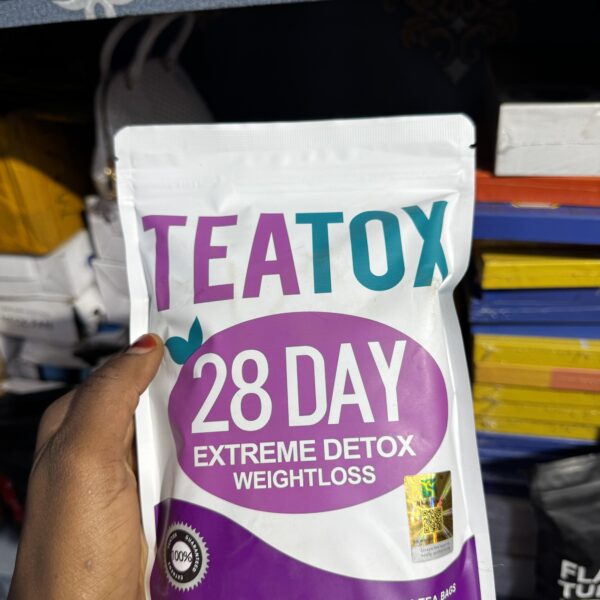 TEATOX
28 DAY
EXTREME DETOX
WEIGHTLOSS
100%
TEA BAGS